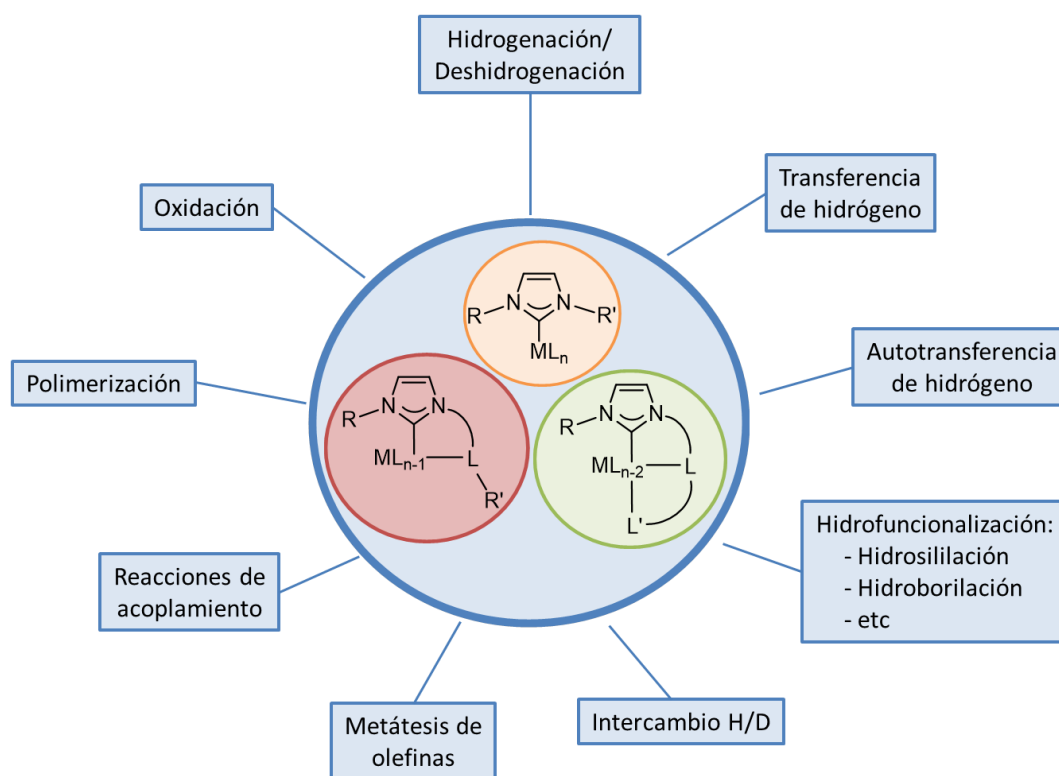 Hidrogenación/
Deshidrogenación
Transferencia
de hidrógeno
Oxidación
N
N
R
R'
MLn
Autotransferencia
de hidrógeno
Polimerización
N
N
R
MLn-1
L
R'
N
N
R
MLn-2
L
L'
Hidrofuncionalización:
- Hidrosililación
- Hidroborilación
- etc
Reacciones de
acoplamiento
Metátesis de
olefinas
Intercambio H/D